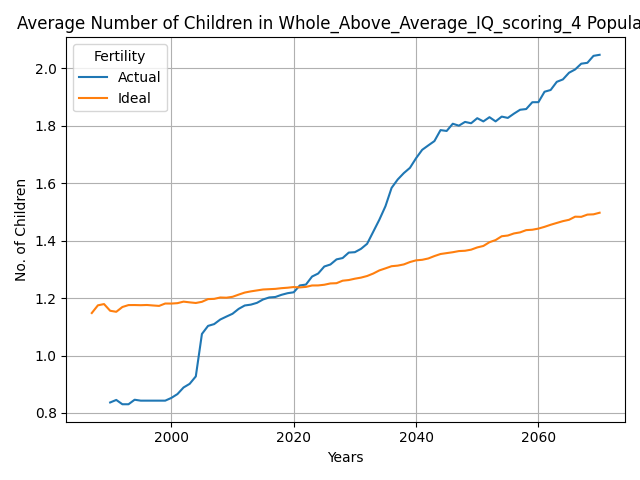 Average Number of Children in Whole_Above_Average_IQ_scoring_4 Popula
Fertility
Actual
Ideal
2.0
1.8
1.6
1.4
1.2
1.0
0.8
No. of Children
2000 2020 2040 2060
Years